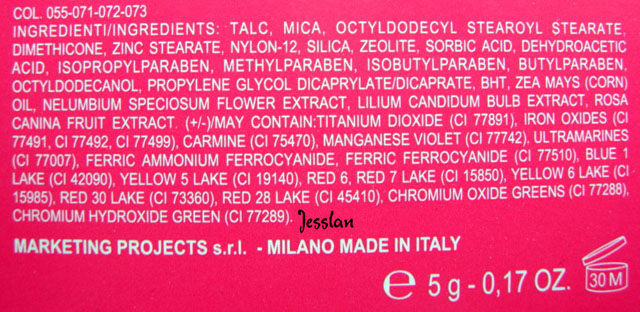 COL. 055-071-072-073
INGREDIENTI/INGREDIENTS: TALC, MICA, OCTYLDODECYL STEAROYL STEARATE,
DIMETHICONE, ZINC STEARATE, NYLON-12, SILICA, ZEOLITE, SORBIC ACID, DEHYDROACETIC
ACID, ISOPROPYLPARABEN, METHYLPARABEN, ISOBUTYLPARABEN, BUTYLPARABEN,
OCTYLDODECANOL, PROPYLENE GLYCOL DICAPRYLATE/DICAPRATE, BHT, ZEA MAYS (CORN)
OIL, NELUMBIUM SPECIOSUM FLOWER EXTRACT, LILIUM CANDIDUM BULB EXTRACT, ROSA
CANINA FRUIT EXTRACT. (+/-)/MAY CONTAIN:TITANIUM DIOXIDE (CI 77891), IRON OXIDES (CI
77491, CI 77492, CI 77499), CARMINE (CI 75470), MANGANESE VIOLET (CI 77742), ULTRAMARINES
(CI 77007), FERRIC AMMONIUM FERROCYANIDE, FERRIC FERROCYANIDE (CI 77510), BLUE 1
LAKE (CI 42090), YELLOW 5 LAKE (CI 19140), RED 6, RED 7 LAKE (CI 15850), YELLOW 6 LAKE (CI
15985), RED 30 LAKE (CI 73360), RED 28 LAKE (CI 45410), CHROMIUM OXIDE GREENS (CI 77288),
CHROMIUM HYDROXIDE GREEN (CI 77289).
Jesslan
MARKETING PROJECTS s.r.l. - MILANO MADE IN ITALY
e 5 g - 0,17 OZ.
30 M